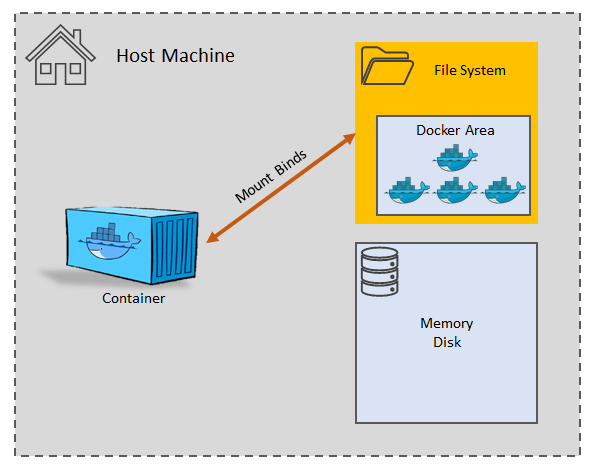 Host Machine
File System
Docker Area
Mount Binds
Container
Memory
Disk